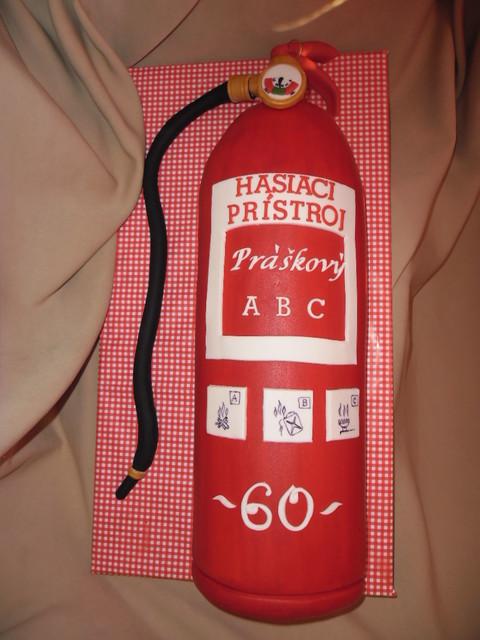 HASIACI
PRÍSTROJ
Práškový
A B C
A B C
~60~